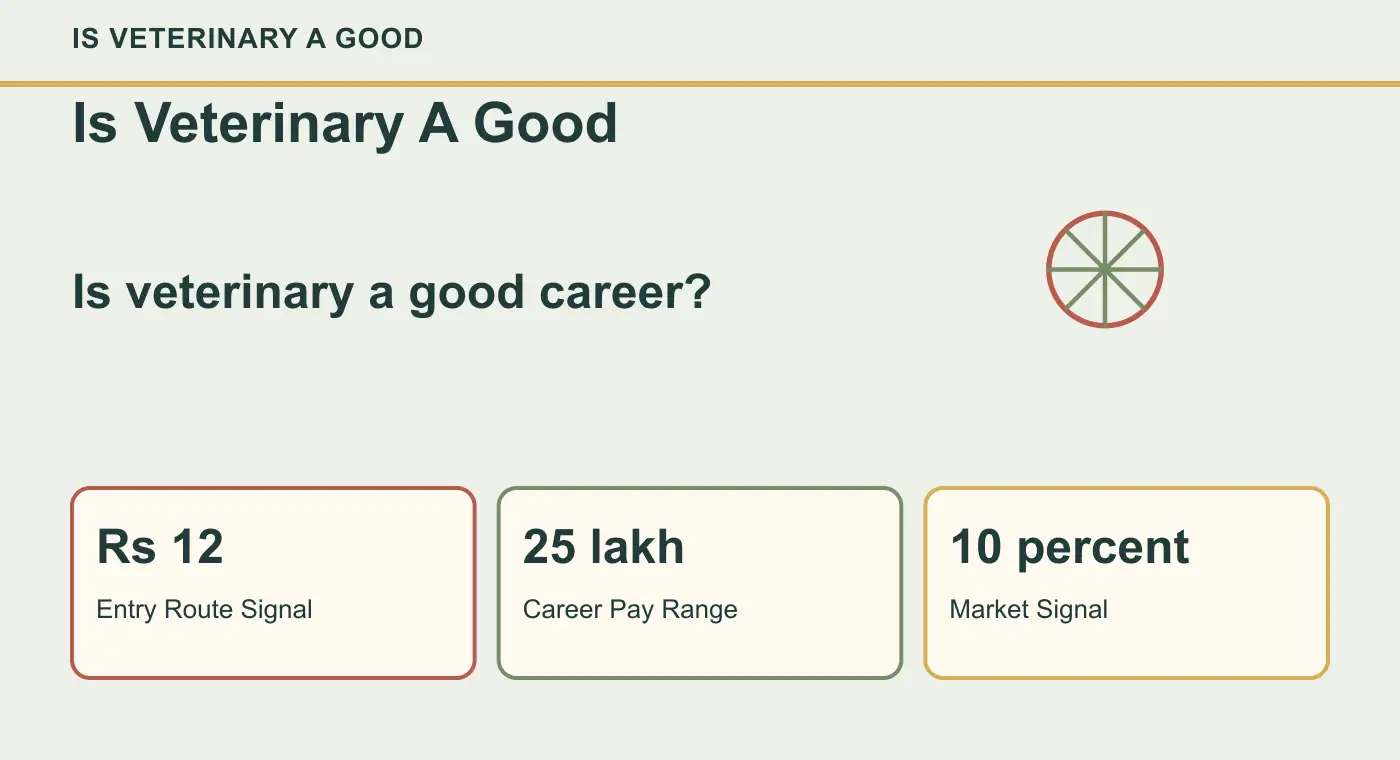 IS VETERINARY A GOOD
Is Veterinary A Good
Is veterinary a good career?
Rs 12
Entry Route Signal
25 lakh
Career Pay Range
10 percent
Market Signal